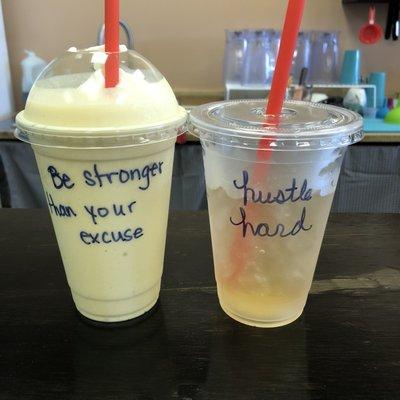 Be stronger
than your
excuse
hustle
hard